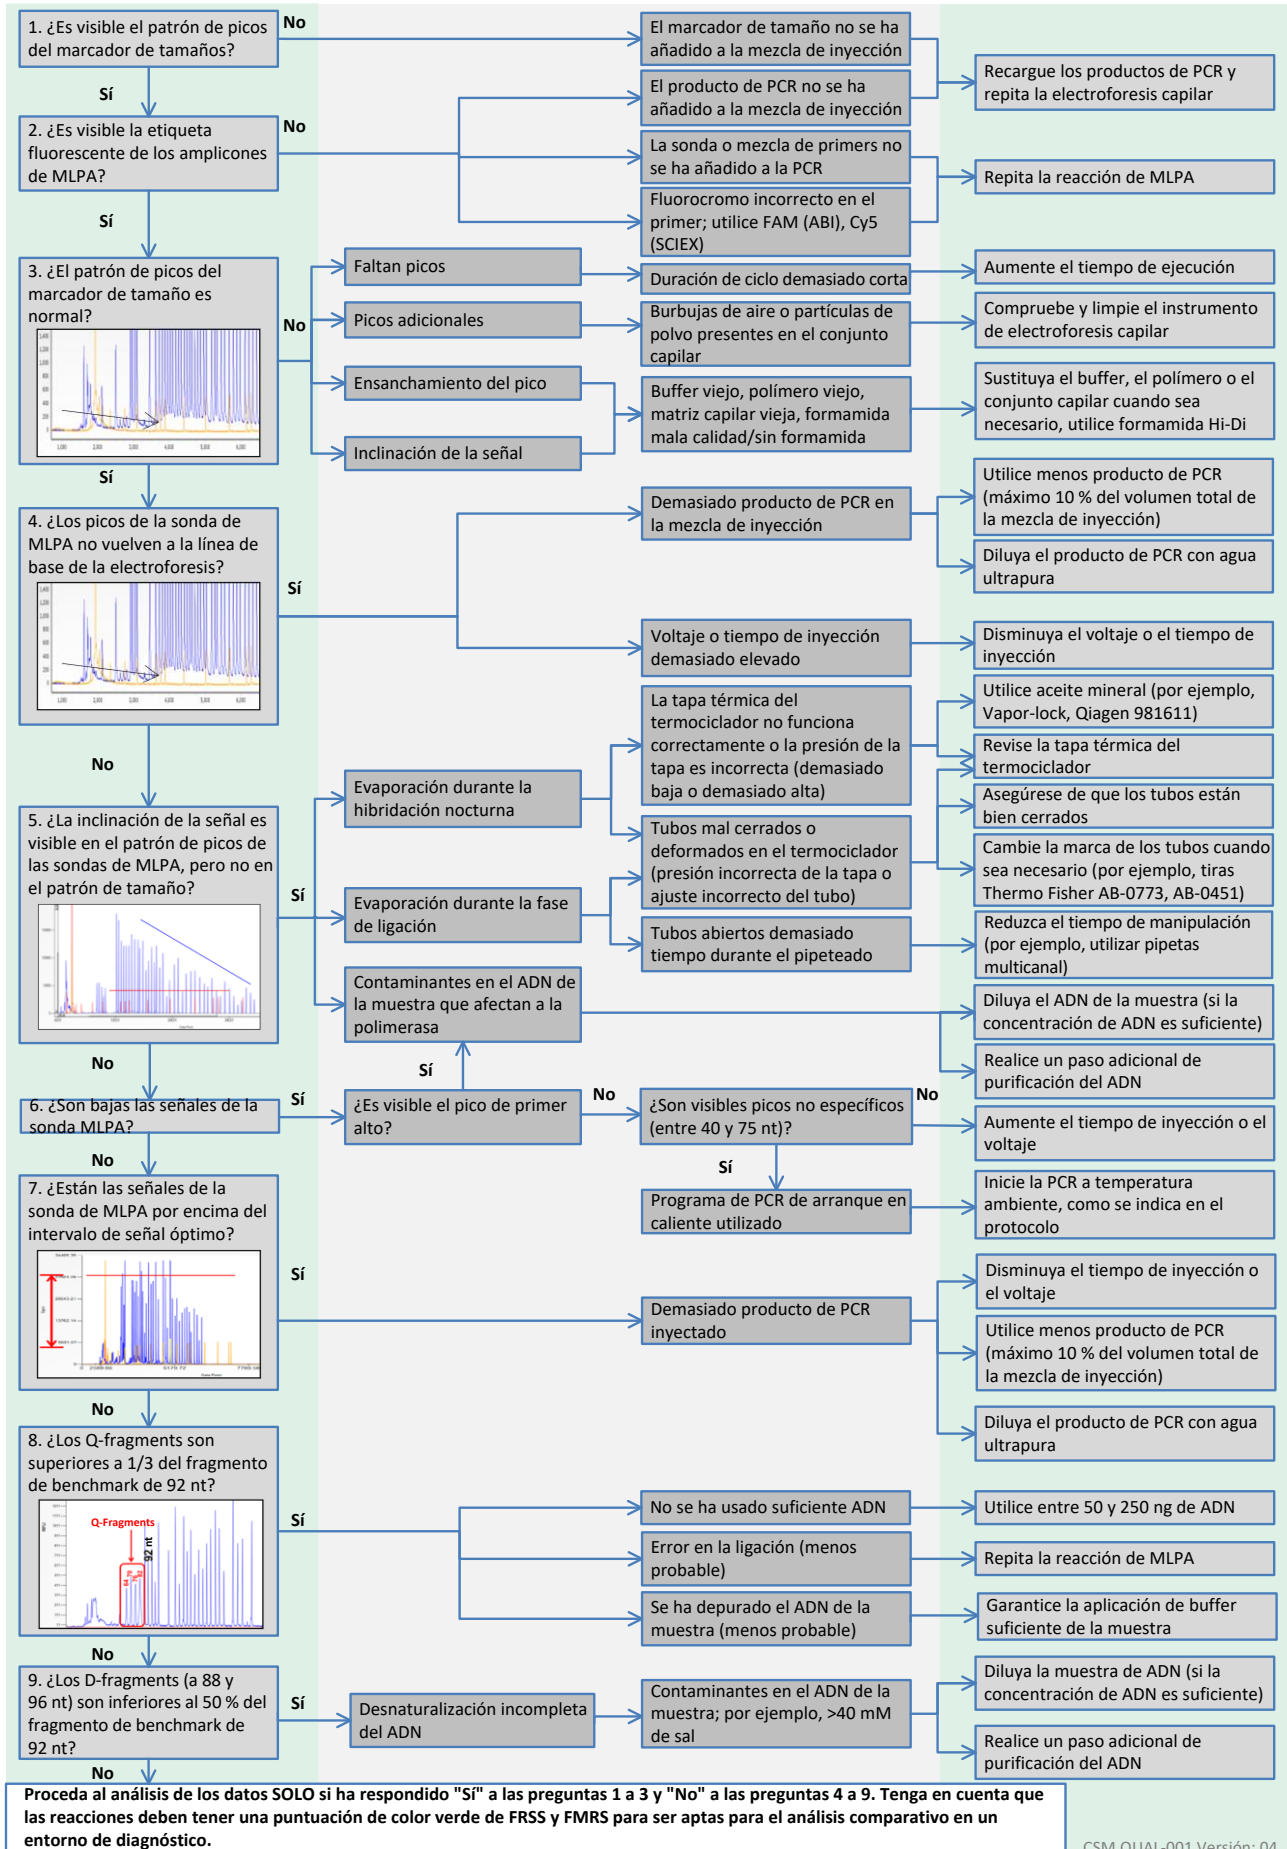 1. ¿Es visible el patrón de picos
del marcador de tamaños?
No
El marcador de tamaño no se ha
añadido a la mezcla de inyección
Recargue los productos de PCR y
repita la electroforesis capilar
Sí
El producto de PCR no se ha
añadido a la mezcla de inyección
2. ¿Es visible la etiqueta
fluorescente de los amplicones
de MLPA?
No
La sonda o mezcla de primers no
se ha añadido a la PCR
Repita la reacción de MLPA
Fluorocromo incorrecto en el
primer; utilice FAM (ABI), Cy5
(SCIEX)
Sí
3. ¿El patrón de picos del
marcador de tamaño es
normal?
No
Faltan picos
Duración de ciclo demasiado corta
Aumente el tiempo de ejecución
Picos adicionales
Burbujas de aire o partículas de
polvo presentes en el conjunto
capilar
Compruebe y limpie el instrumento
de electroforesis capilar
Ensanchamiento del pico
Inclinación de la señal
Buffer viejo, polímero viejo,
matriz capilar vieja, formamida
mala calidad/sin formamida
Sustituya el buffer, el polímero o el
conjunto capilar cuando sea
necesario, utilice formamida Hi-Di
1,000 2,000 3,000 4,000 5,000 6,000
Sí
4. ¿Los picos de la sonda de
MLPA no vuelven a la línea de
base de la electroforesis?
Sí
Demasiado producto de PCR en
la mezcla de inyección
Utilice menos producto de PCR
(máximo 10 % del volumen total de
la mezcla de inyección)
Diluya el producto de PCR con agua
ultrapura
Voltaje o tiempo de inyección
demasiado elevado
Disminuya el voltaje o el tiempo de
inyección
1,000 2,000 3,000 4,000 5,000 6,000
No
5. ¿La inclinación de la señal es
visible en el patrón de picos de
las sondas de MLPA, pero no en
el patrón de tamaño?
Sí
Evaporación durante la
hibridación nocturna
La tapa térmica del
termociclador no funciona
correctamente o la presión de la
tapa es incorrecta (demasiado
baja o demasiado alta)
Utilice aceite mineral (por ejemplo,
Vapor-lock, Qiagen 981611)
Revise la tapa térmica del
termociclador
Evaporación durante la fase
de ligación
Tubos mal cerrados o
deformados en el termociclador
(presión incorrecta de la tapa o
ajuste incorrecto del tubo)
Asegúrese de que los tubos están
bien cerrados
Cambie la marca de los tubos cuando
sea necesario (por ejemplo, tiras
Thermo Fisher AB-0773, AB-0451)
Tubos abiertos demasiado
tiempo durante el pipeteado
Reduzca el tiempo de manipulación
(por ejemplo, utilizar pipetas
multicanal)
Contaminantes en el ADN de
la muestra que afectan a la
polimerasa
Diluya el ADN de la muestra (si la
concentración de ADN es suficiente)
Realice un paso adicional de
purificación del ADN
No
6. ¿Son bajas las señales de la
sonda MLPA?
Sí
¿Es visible el pico de primer
alto?
Sí
No
¿Son visibles picos no específicos
(entre 40 y 75 nt)?
No
Aumente el tiempo de inyección o el
voltaje
Sí
Programa de PCR de arranque en
caliente utilizado
Inicie la PCR a temperatura
ambiente, como se indica en el
protocolo
No
7. ¿Están las señales de la
sonda de MLPA por encima del
intervalo de señal óptimo?
Sí
Demasiado producto de PCR
inyectado
Disminuya el tiempo de inyección o
el voltaje
Utilice menos producto de PCR
(máximo 10 % del volumen total de
la mezcla de inyección)
Diluya el producto de PCR con agua
ultrapura
No
8. ¿Los Q-fragments son
superiores a 1/3 del fragmento
de benchmark de 92 nt?
Q-Fragments
92 nt
64 70 76 82
Sí
No se ha usado suficiente ADN
Utilice entre 50 y 250 ng de ADN
Error en la ligación (menos
probable)
Repita la reacción de MLPA
Se ha depurado el ADN de la
muestra (menos probable)
Garantice la aplicación de buffer
suficiente de la muestra
No
9. ¿Los D-fragments (a 88 y
96 nt) son inferiores al 50 % del
fragmento de benchmark de
92 nt?
Sí
Desnaturalización incompleta
del ADN
Contaminantes en el ADN de la
muestra; por ejemplo, >40 mM
de sal
Diluya la muestra de ADN (si la
concentración de ADN es suficiente)
Realice un paso adicional de
purificación del ADN
No
Proceda al análisis de los datos SOLO si ha respondido "Sí" a las preguntas 1 a 3 y "No" a las preguntas 4 a 9. Tenga en cuenta que
las reacciones deben tener una puntuación de color verde de FRSS y FMRS para ser aptas para el análisis comparativo en un
entorno de diagnóstico.
CSM QUAL-001 Versión: 04